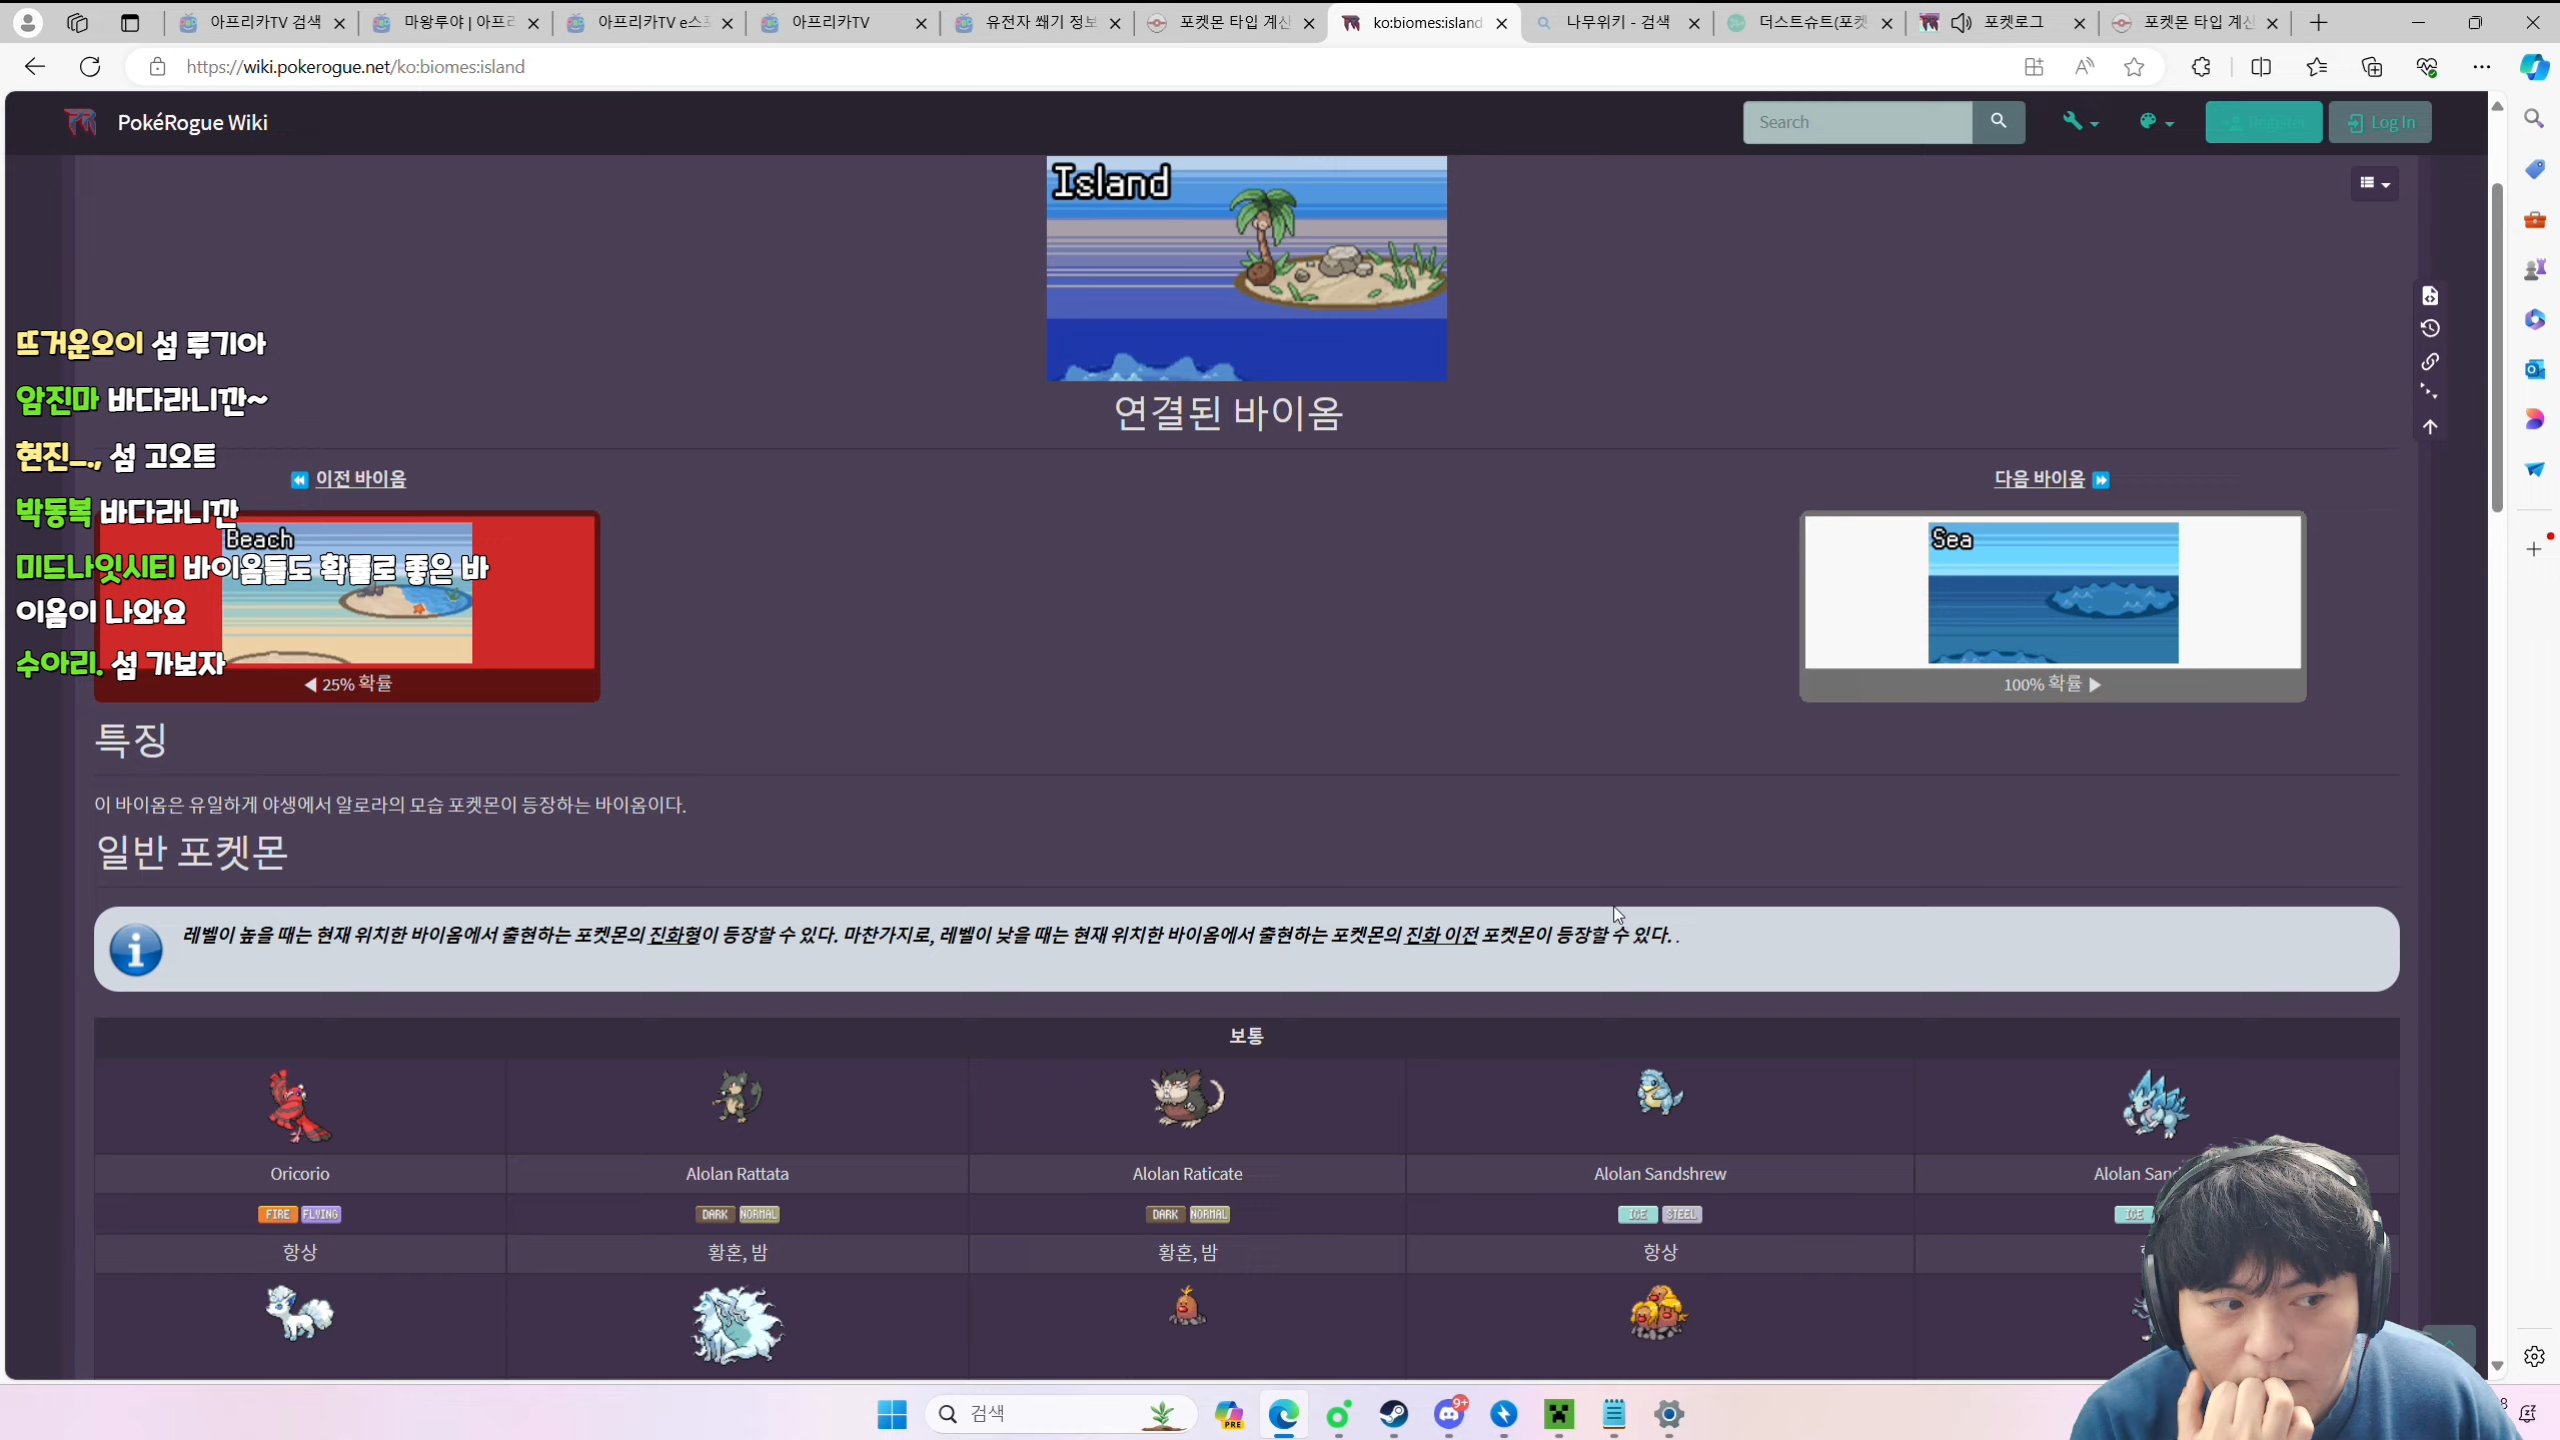 아프리카TV 검색
마왕루야 | 아프리
아프리카TV e스포
아프리카TV
유전자 쐐기 정보
포켓몬 타입 계산
ko:biomes:island
나무위키 - 검색
더스트슈트(포켓
포켓로그
포켓몬 타입 계산
https://wiki.pokerogue.net/ko:biomes:island
PokéRogue Wiki
Search
Register
Log In
Island
연결된 바이옴
이전 바이옴
다음 바이옴
Beach
Sea
25% 확률
100% 확률
뜨거운오이 섬 루기아
암진마 바다라니깐~
현진_., 섬 고오트
박동복 바다라니깐
미드나잇시티 바이옴들도 확률로 좋은 바
이옴이 나와요
수아리. 섬 가보자
특징
이 바이옴은 유일하게 야생에서 알로라의 모습 포켓몬이 등장하는 바이옴이다.
일반 포켓몬
레벨이 높을 때는 현재 위치한 바이옴에서 출현하는 포켓몬의 진화형이 등장할 수 있다. 마찬가지로, 레벨이 낮을 때는 현재 위치한 바이옴에서 출현하는 포켓몬의 진화 이전 포켓몬이 등장할 수 있다. .
보통
Oricorio
Alolan Rattata
Alolan Raticate
Alolan Sandshrew
Alolan San
FIRE FLYING
DARK NORMAL
DARK NORMAL
ICE STEEL
ICE
항상
황혼, 밤
황혼, 밤
항상
검색
PRE
9+